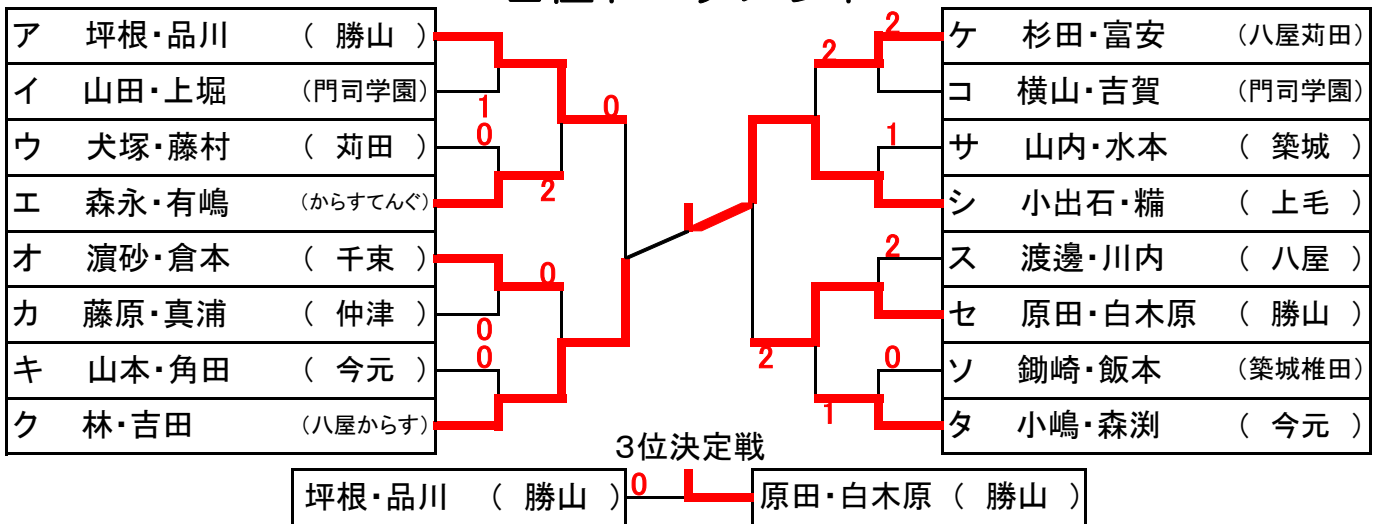 ア 坪根・品川 ( 勝山 )
イ 山田・上堀 (門司学園)
ウ 犬塚・藤村 ( 苅田 )
エ 森永・有嶋 (からすてんぐ)
オ 濵砂・倉本 ( 千束 )
カ 藤原・真浦 ( 仲津 )
キ 山本・角田 ( 今元 )
ク 林・吉田 (八屋からす)
1
0
2
0
0
0
0
2
2
1
2
2
0
1
ケ 杉田・富安 (八屋苅田)
コ 横山・吉賀 (門司学園)
サ 山内・水本 ( 築城 )
シ 小出石・糒 ( 上毛 )
ス 渡邊・川内 ( 八屋 )
セ 原田・白木原 ( 勝山 )
ソ 鋤崎・飯本 (築城椎田)
タ 小嶋・森渕 ( 今元 )
3位決定戦
坪根・品川 ( 勝山 ) 0 原田・白木原 ( 勝山 )